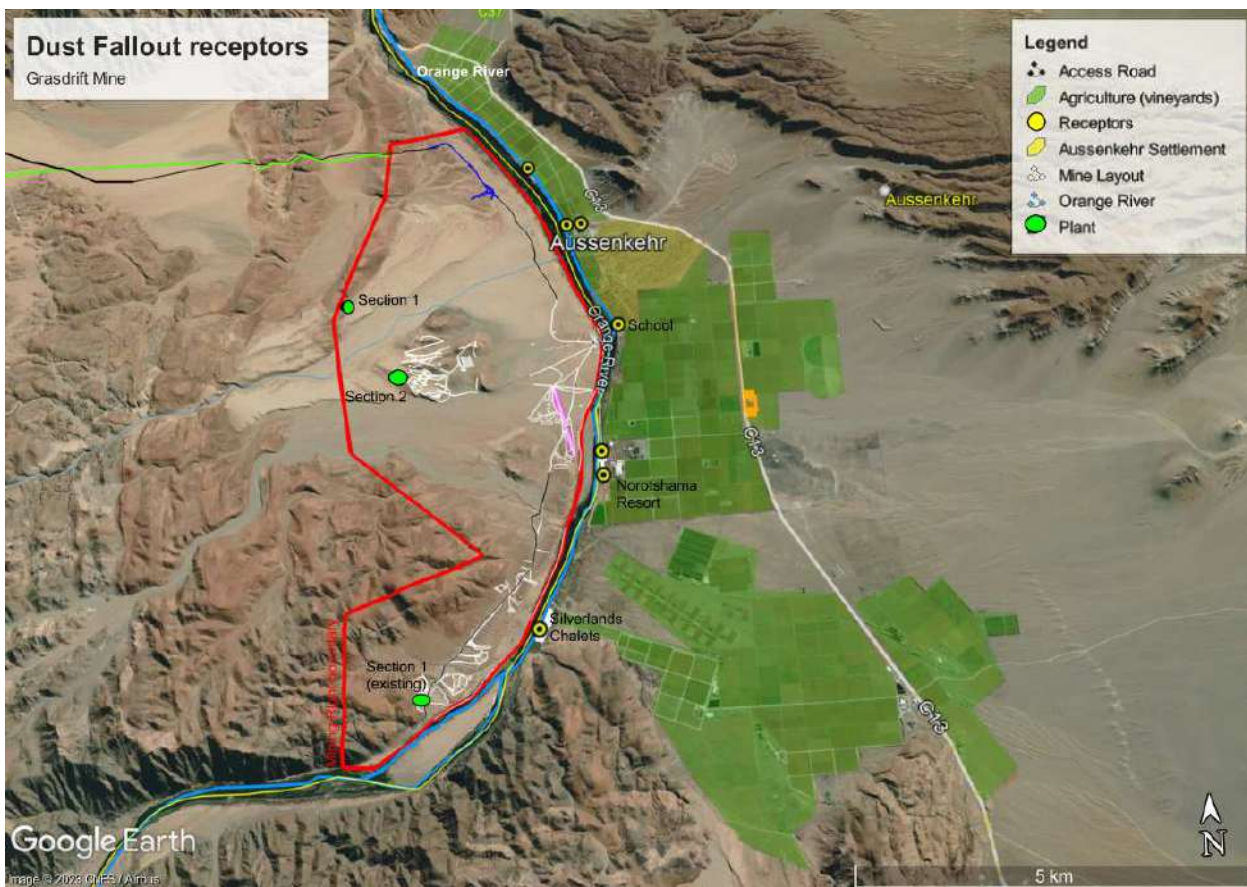 Dust Fallout receptors
Grasdrift Mine
C37
Orange River
Legend
Access Road
Agriculture (vineyards)
Receptors
Aussenkehr Settlement
Mine Layout
Orange River
Plant
C13
Aussenkehr
Aussenkehr
Section 1
Orange River
School
Section 2
C13
Norotshama
Resort
Silverlands
Chalets
Section 1
(existing)
C13
Google Earth
Image © 2023 CNES / Airbus
5 km
N